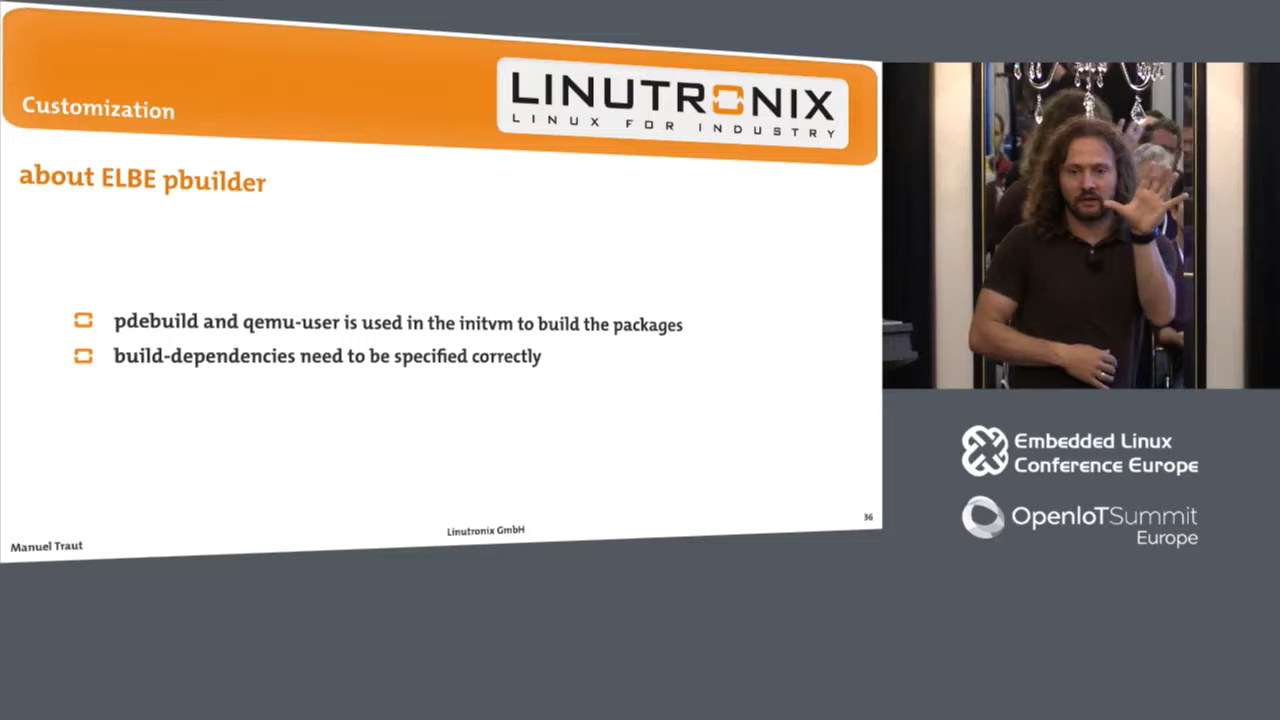 Customization
LINUTRONIX
LINUX FOR INDUSTRY
about ELBE pbuilder
pdebuild and qemu-user is used in the initvm to build the packages
build-dependencies need to be specified correctly
Manuel Traut
Linutronix GmbH
36
Embedded Linux
Conference Europe
OpenIoTSummit
Europe